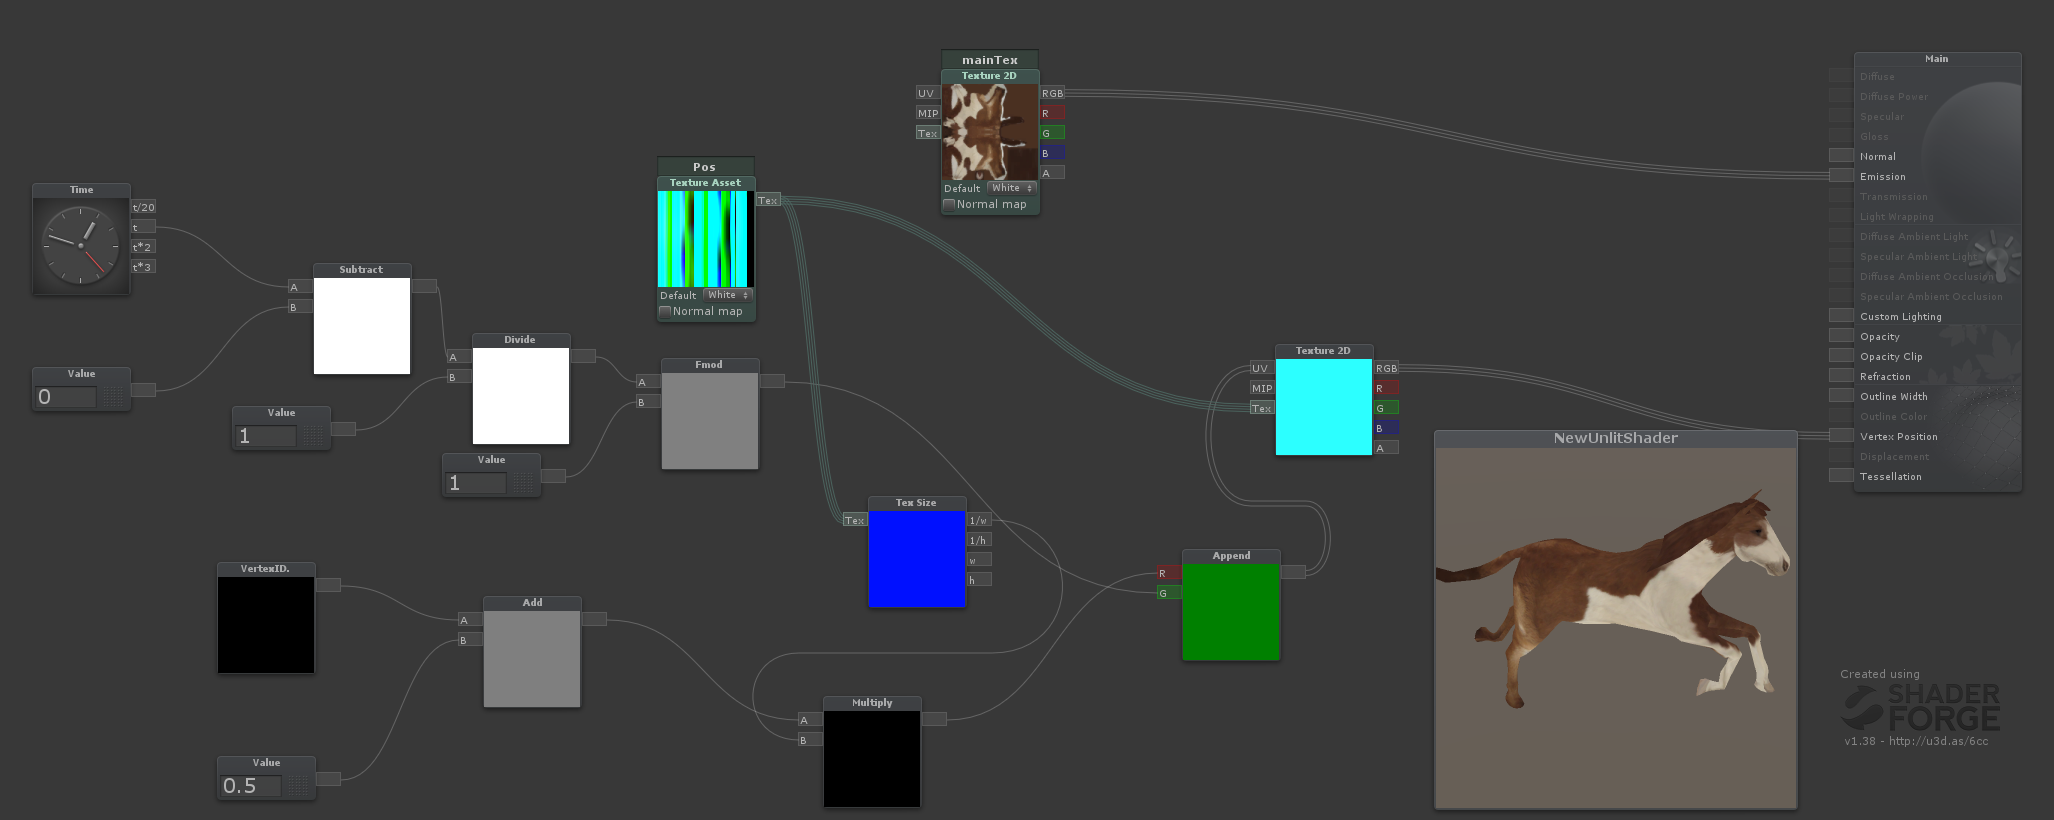 mainTex
Texture 2D
UV
MIP
Tex
RGB
R
G
B
A
Default
White
Normal map
Main
Diffuse
Diffuse Power
Specular
Gloss
Normal
Emission
Transmission
Light Wrapping
Diffuse Ambient Light
Specular Ambient Light
Diffuse Ambient Occlusion
Specular Ambient Occlusion
Custom Lighting
Opacity
Opacity Clip
Refraction
Outline Width
Outline Color
Vertex Position
Displacement
Tessellation
Pos
Texture Asset
Tex
Default
White
Normal map
Time
t/20
t
t*2
t*3
Subtract
A
B
Value
0
Value
1
Divide
A
B
Value
1
Fmod
A
B
Texture 2D
UV
MIP
Tex
RGB
R
G
B
A
Tex Size
Tex
1/w
1/h
w
h
VertexID.
Add
A
B
Value
0.5
Multiply
A
B
Append
R
G
NewUnlitShader
Created using
SHADER
FORGE
v1.38 - http://u3d.as/6cc